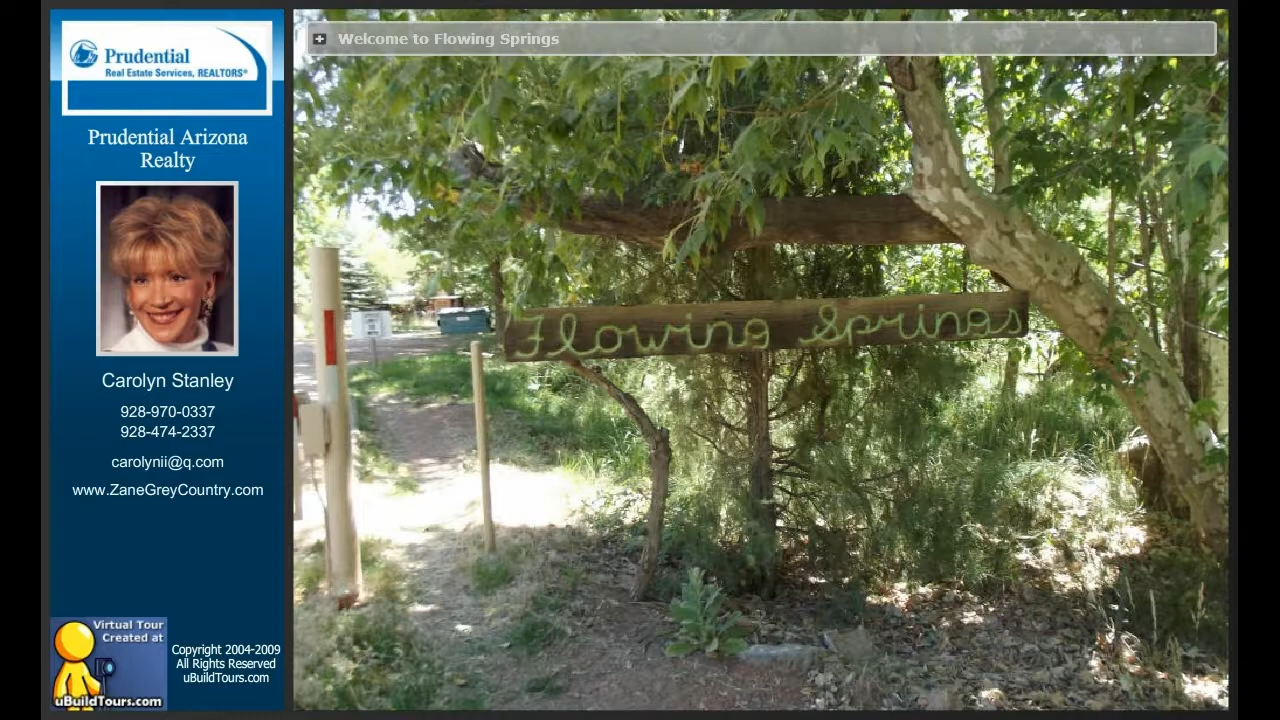 Prudential
Real Estate Services, REALTORS®
Prudential Arizona
Realty
Carolyn Stanley
928-970-0337
928-474-2337
carolynii@q.com
www.ZaneGreyCountry.com
Virtual Tour
Created at
uBuildTours.com
Copyright 2004-2009
All Rights Reserved
uBuildTours.com
Welcome to Flowing Springs
Flowing Springs